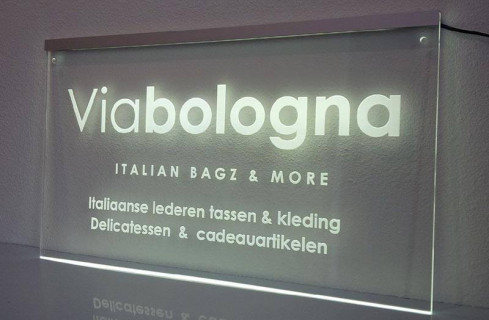 Viabologna
ITALIAN BAGZ & MORE
Italiaanse lederen tassen & kleding
Delicatessen & cadeauartikelen